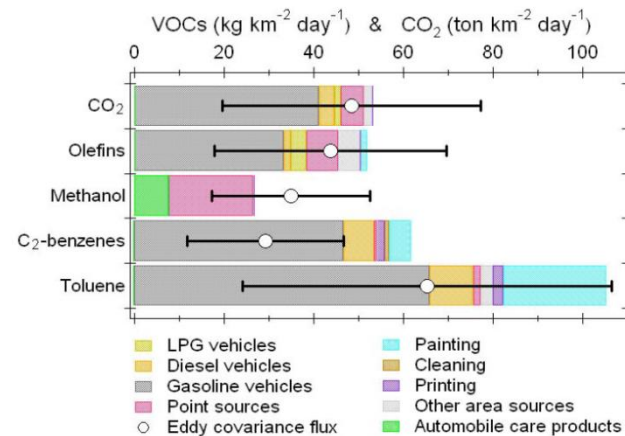 VOCs (kg km⁻² day⁻¹) & CO₂ (ton km⁻² day⁻¹)
0 20 40 60 80 100
CO₂
Olefins
Methanol
C₂-benzenes
Toluene
LPG vehicles
Diesel vehicles
Gasoline vehicles
Point sources
Eddy covariance flux
Painting
Cleaning
Printing
Other area sources
Automobile care products